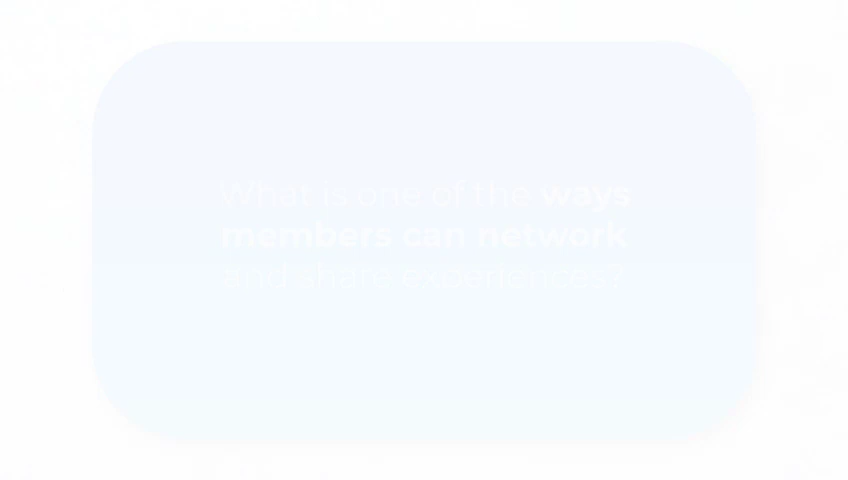 What is one of the ways
members can network
and share experiences?